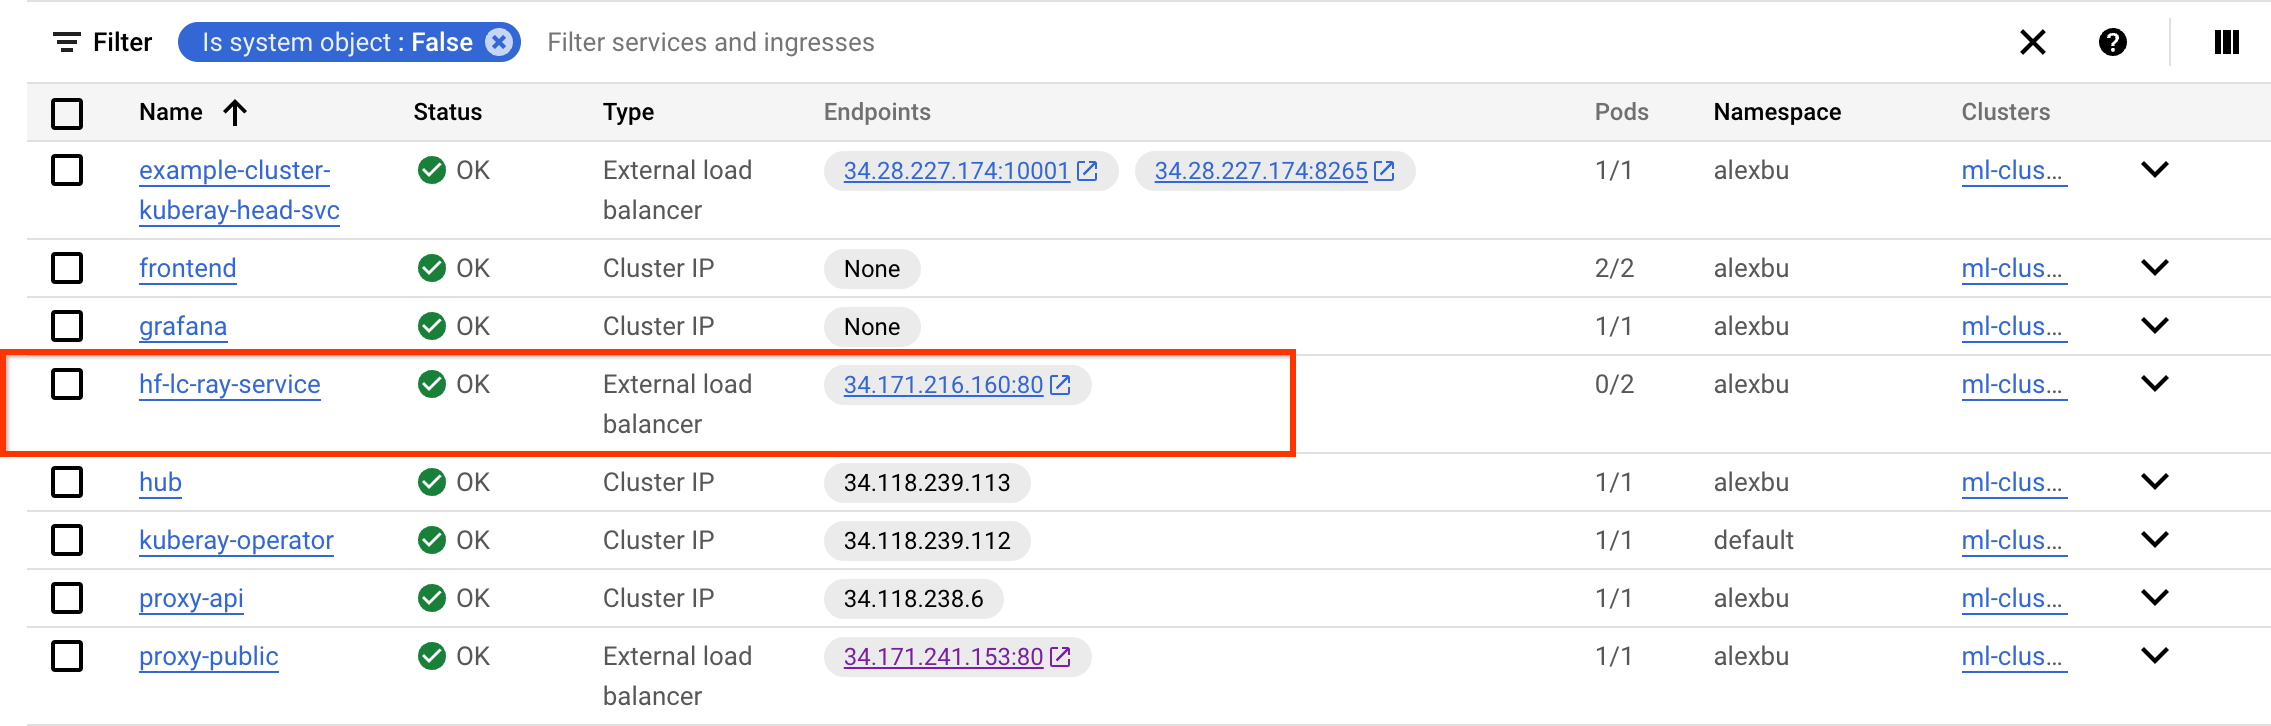 Filter Is system object : False Filter services and ingresses
Name Status Type Endpoints Pods Namespace Clusters
example-cluster- OK External load 34.28.227.174:10001 34.28.227.174:8265 1/1 alexbu ml-clus...
kuberay-head-svc balancer
frontend OK Cluster IP None 2/2 alexbu ml-clus...
grafana OK Cluster IP None 1/1 alexbu ml-clus...
hf-lc-ray-service OK External load 34.171.216.160:80 0/2 alexbu ml-clus...
balancer
hub OK Cluster IP 34.118.239.113 1/1 alexbu ml-clus...
kuberay-operator OK Cluster IP 34.118.239.112 1/1 default ml-clus...
proxy-api OK Cluster IP 34.118.238.6 1/1 alexbu ml-clus...
proxy-public OK External load 34.171.241.153:80 1/1 alexbu ml-clus...
balancer